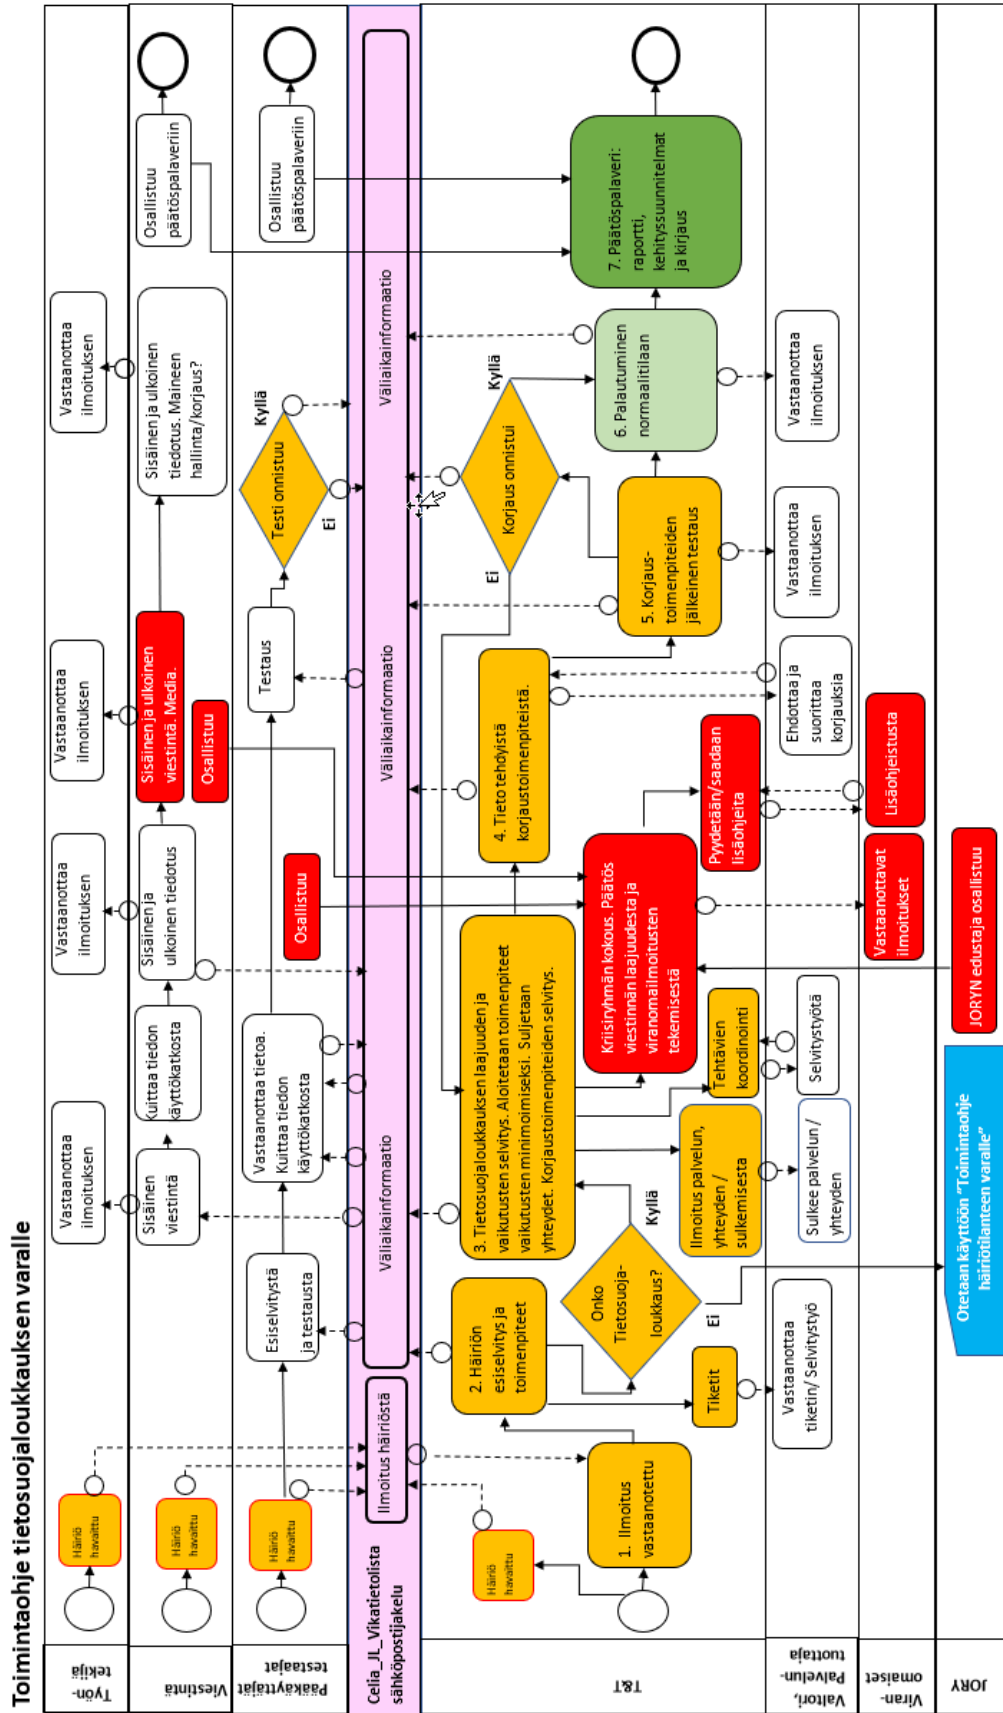 Toimintaohje tietosuojaloukkauksen varalle
Työn-
tekijä
Häiriö
havaittu
Vastaanottaa
ilmoituksen
Vastaanottaa
ilmoituksen
Vastaanottaa
ilmoituksen
Vastaanottaa
ilmoituksen
Viestintä
Häiriö
havaittu
Sisäinen
viestintä
Kuittaa tiedon
käyttökatkosta
Sisäinen ja
ulkoinen tiedotus
Sisäinen ja ulkoinen
viestintä. Media.
Osallistuu
Sisäinen ja ulkoinen
tiedotus. Maineen
hallinta/korjaus?
Osallistuu
päätöspalaveriin
Pääkäyttäjät
testaajat
Häiriö
havaittu
Esiselvitystä
ja testausta
Vastaanottaa tietoa.
Kuittaa tiedon
käyttökatkosta
Osallistuu
Testaus
Testi onnistuu
Kyllä
Ei
Osallistuu
päätöspalaveriin
Celia_JL_Vikatietolista
sähköpostijakelu
Ilmoitus häiriöstä
Väliaikainformaatio
Väliaikainformaatio
Väliaikainformaatio
T&T
Häiriö
havaittu
1. Ilmoitus
vastaanotettu
2. Häiriön
esiselvitys ja
toimenpiteet
Tiketit
Onko
Tietosuoja-
loukkaus?
Ei
Kyllä
3. Tietosuojaloukkauksen laajuuden ja
vaikutusten selvitys. Aloitetaan toimenpiteet
vaikutusten minimoimiseksi. Suljetaan
yhteydet. Korjaustoimenpiteiden selvitys.
Ilmoitus palvelun,
yhteyden /
sulkemisesta
Tehtävien
koordinointi
Kriisiryhmän kokous. Päätös
viestinnän laajuudesta ja
viranomailmoitusten
tekemisestä
Pyydetään/saadaan
lisäohjeita
4. Tieto tehdyistä
korjaustoimenpiteistä.
5. Korjaus-
toimenpiteiden
jälkeinen testaus
Korjaus onnistui
Ei
Kyllä
6. Palautuminen
normaalitilaan
7. Päätöspalaveri:
raportti,
kehityssuunnitelmat
ja kirjaus
Valtori,
Palvelun-
tuottaja
Vastaanottaa
tiketin/ Selvitystyö
Sulkee palvelun /
yhteyden
Selvitystyötä
Ehdottaa ja
suorittaa
korjauksia
Vastaanottaa
ilmoituksen
Vastaanottaa
ilmoituksen
Viran-
omaiset
Vastaanottavat
ilmoitukset
Lisäohjeistusta
JORY
Otetaan käyttöön "Toimintaohje
häiriötilanteen varalle"
JORYN edustaja osallistuu